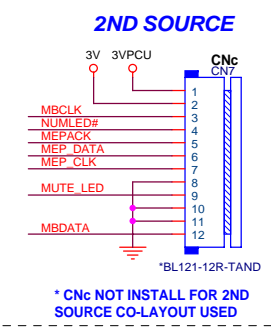 2ND SOURCE
3V 3VPCU
CNc
CN7
1
2
MBCLK 3
NUMLED# 4
MEPACK 5
MEP_DATA 6
MEP_CLK 7
8
MUTE_LED 9
10
11
MBDATA 12
*BL121-12R-TAND
* CNc NOT INSTALL FOR 2ND
SOURCE CO-LAYOUT USED